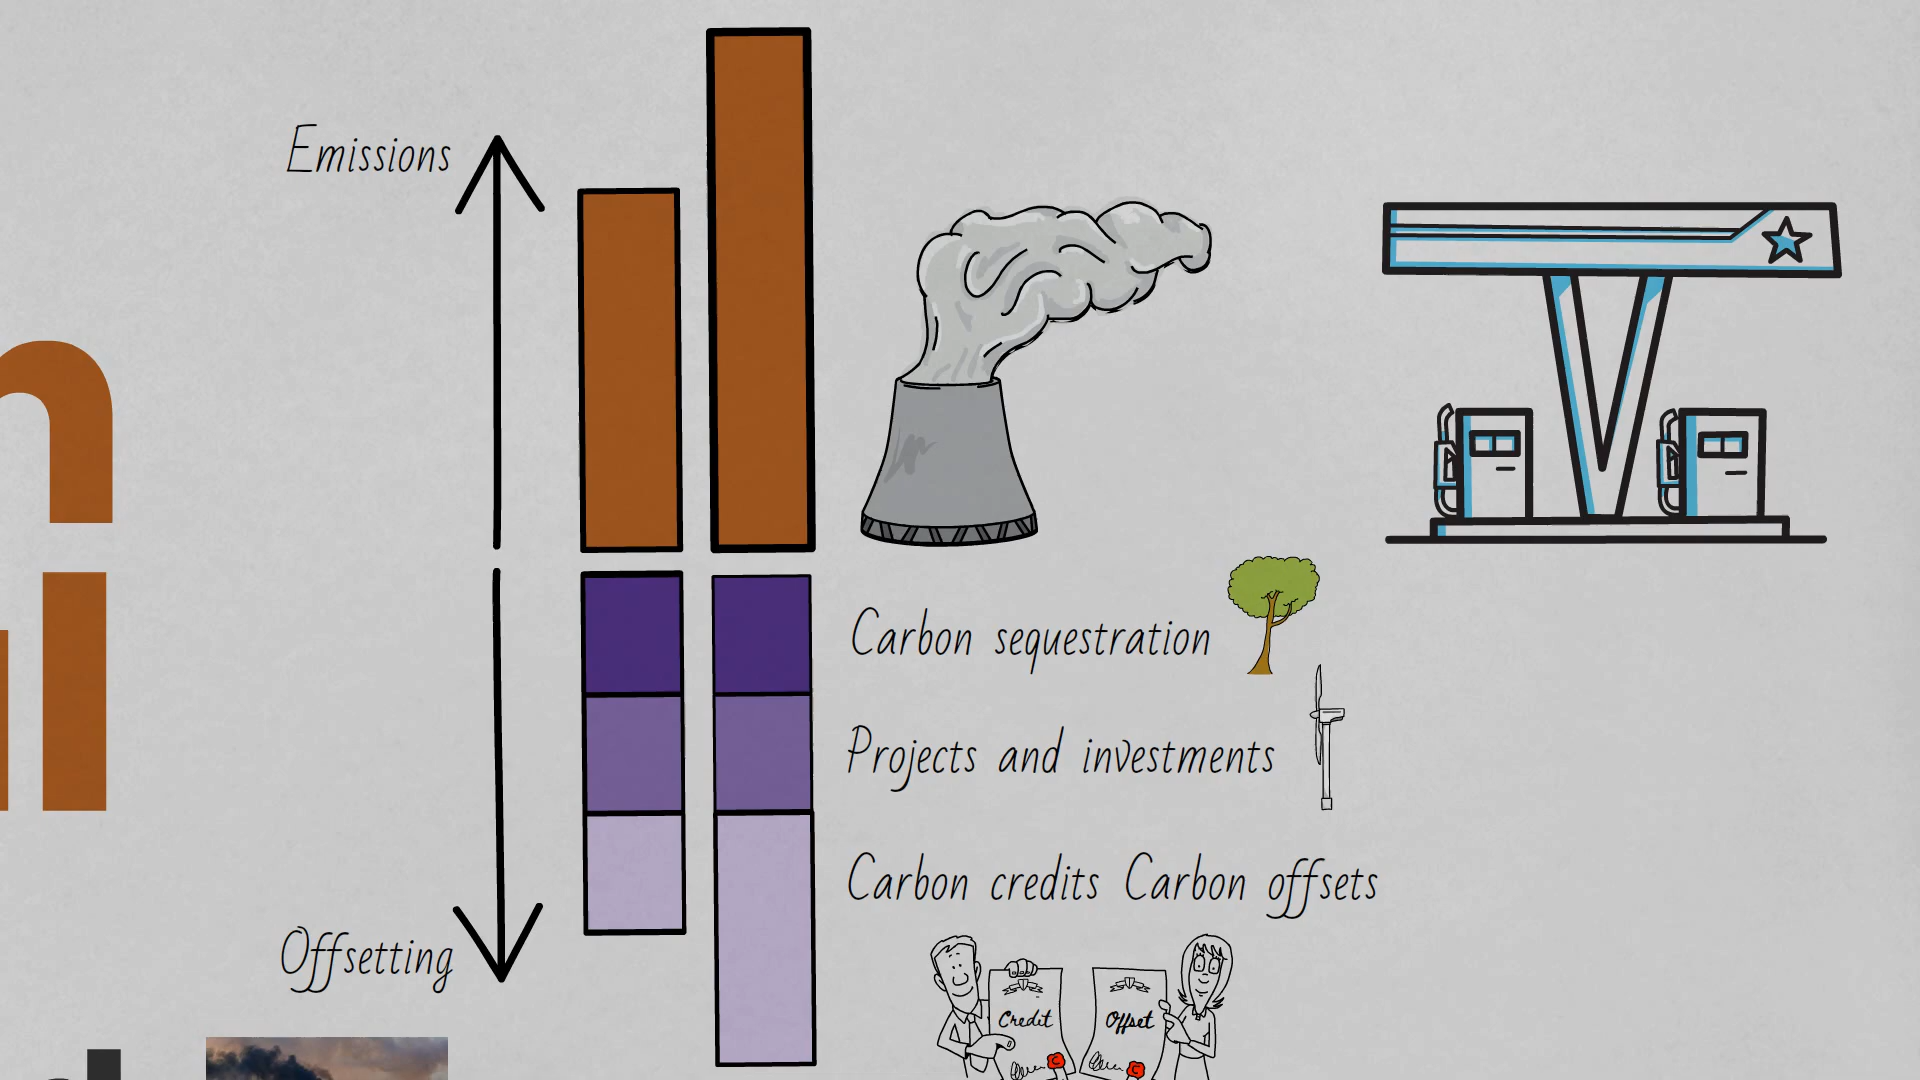 Emissions
Carbon sequestration
Projects and investments
Carbon credits Carbon offsets
Offsetting
Credit
Offset